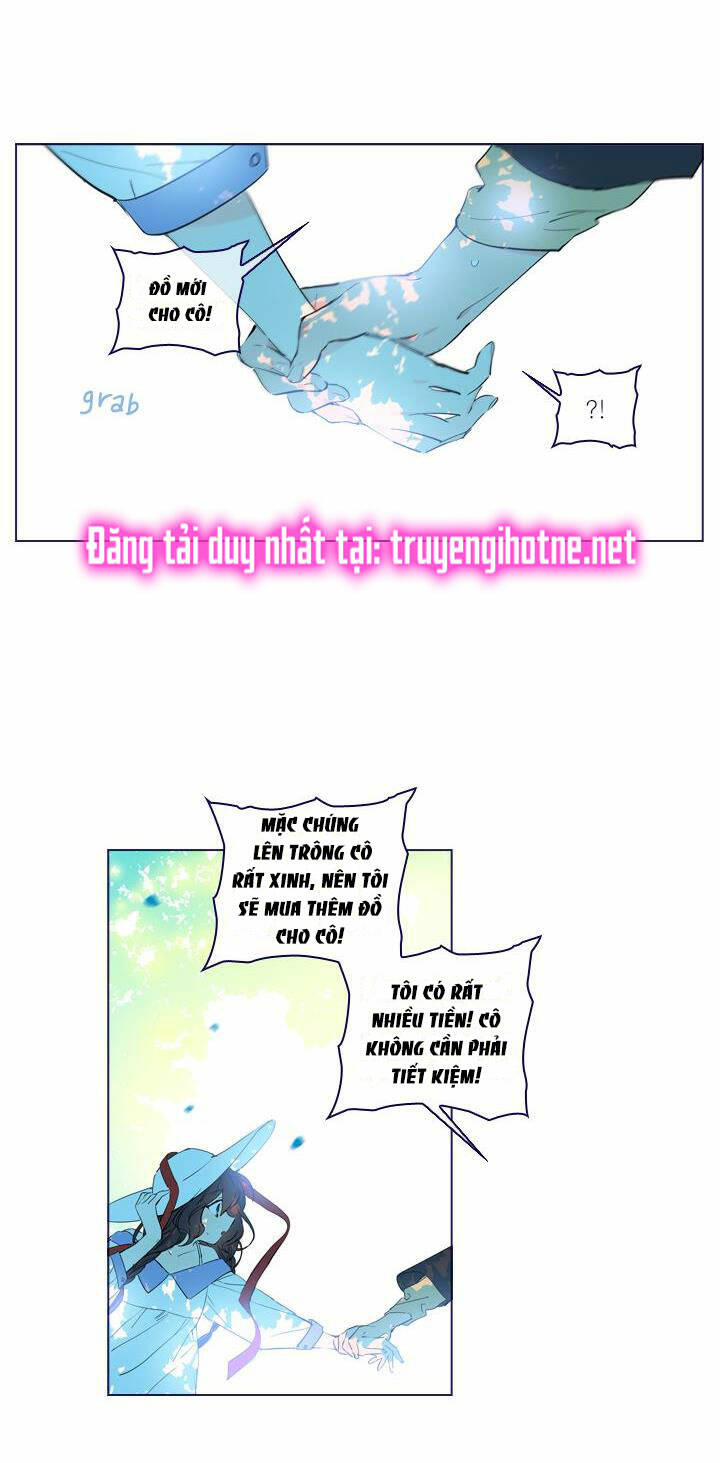 ĐỒ MỚI
CHO CÔ!
grab
?!
Đăng tải duy nhất tại: truyengihotne.net
MẶC CHÚNG
LÊN TRÔNG CÔ
RẤT XINH, NÊN TÔI
SẼ MUA THÊM ĐỒ
CHO CÔ!
TÔI CÓ RẤT
NHIỀU TIỀN! CÔ
KHÔNG CẦN PHẢI
TIẾT KIỆM!